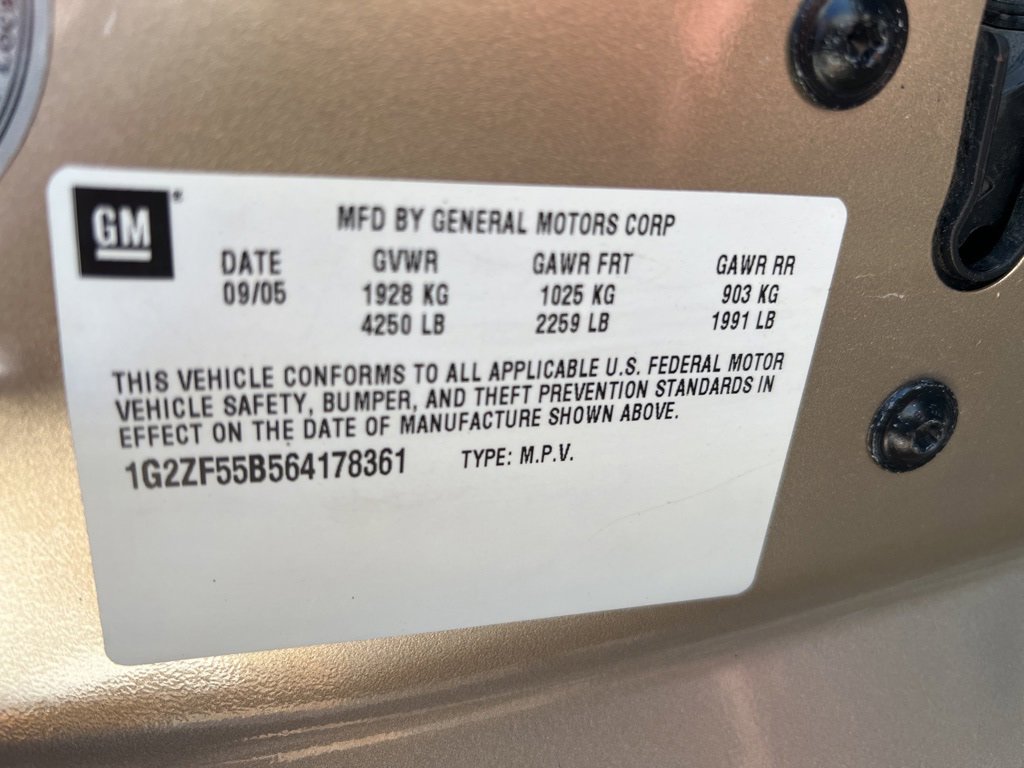 GM
MFD BY GENERAL MOTORS CORP
DATE GVWR GAWR FRT GAWR RR
09/05 1928 KG 1025 KG 903 KG
4250 LB 2259 LB 1991 LB
THIS VEHICLE CONFORMS TO ALL APPLICABLE U.S. FEDERAL MOTOR
VEHICLE SAFETY, BUMPER, AND THEFT PREVENTION STANDARDS IN
EFFECT ON THE DATE OF MANUFACTURE SHOWN ABOVE.
1G2ZF55B564178361 TYPE: M.P.V.